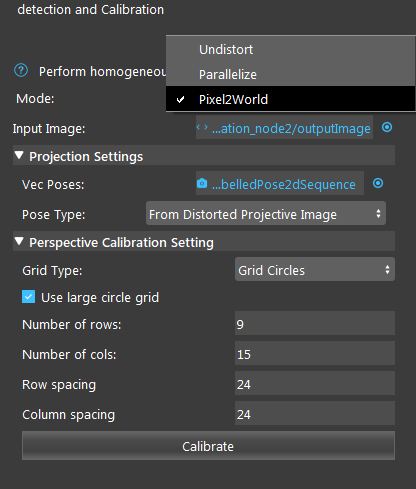 detection and Calibration
Undistort
Perform homogeneou
Parallelize
Mode:
✓ Pixel2World
Input Image: ...ation_node2/outputImage
Projection Settings
Vec Poses: ...belledPose2dSequence
Pose Type: From Distorted Projective Image
Perspective Calibration Setting
Grid Type: Grid Circles
Use large circle grid
Number of rows: 9
Number of cols: 15
Row spacing 24
Column spacing 24
Calibrate